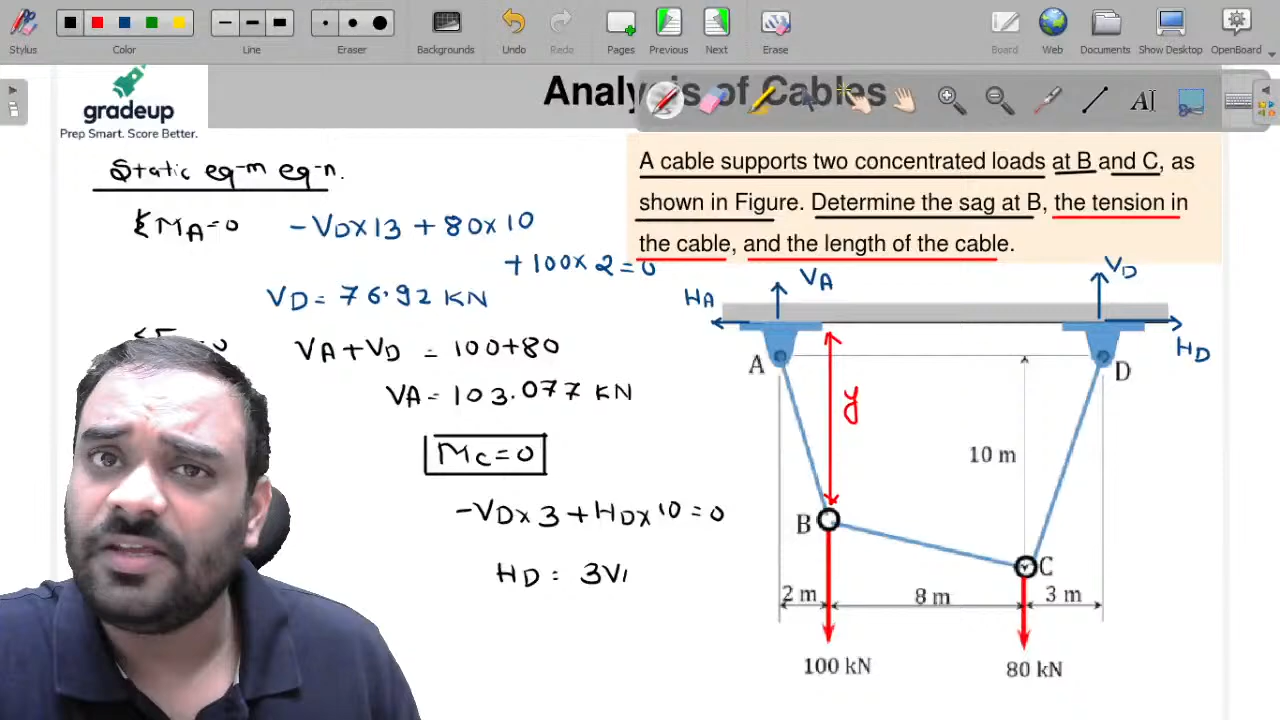 Stylus
Color
Line
Eraser
Backgrounds
Undo
Redo
Pages
Previous
Next
Erase
Board
Web
Documents
Show Desktop
OpenBoard
gradeup
Prep Smart. Score Better.
Analysis of Cables
Static eq-m eq-n.
ΣMA=0 -VD×13 + 80×10
+100×2=0
VD= 76.92 KN
VA+VD = 100+80
VA= 103.077 KN
Mc=0
-VD×3+HD×10=0
HD= 3V
A cable supports two concentrated loads at B and C, as
shown in Figure. Determine the sag at B, the tension in
the cable, and the length of the cable.
VA
VD
HA
HD
A
D
y
10 m
B
C
2 m
8 m
3 m
100 kN
80 kN